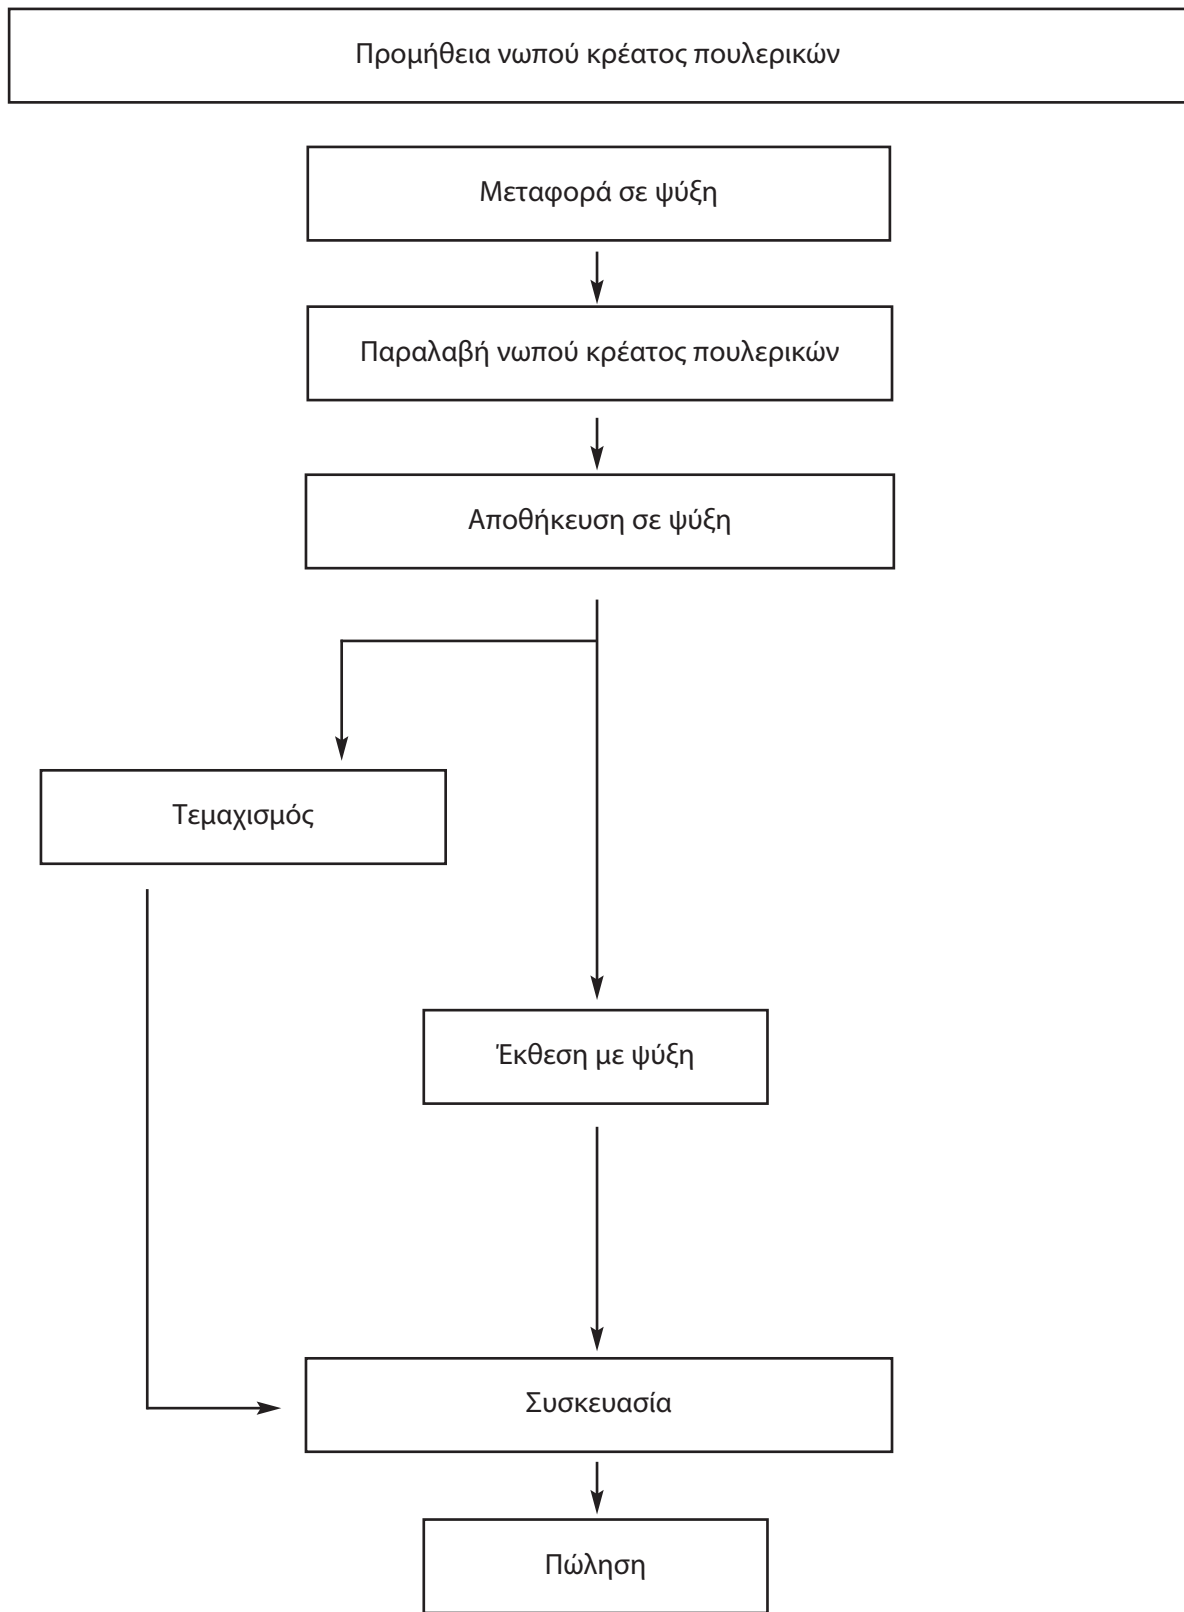 Προμήθεια νωπού κρέατος πουλερικών
Μεταφορά σε ψύξη
Παραλαβή νωπού κρέατος πουλερικών
Αποθήκευση σε ψύξη
Τεμαχισμός
Έκθεση με ψύξη
Συσκευασία
Πώληση